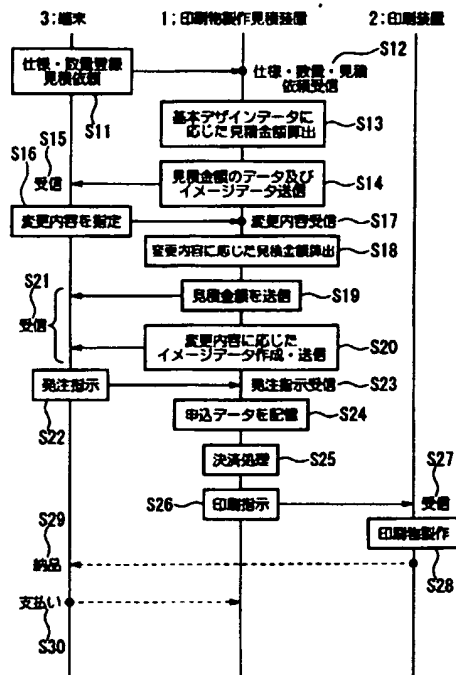 3;端末 1;印刷物製作見積装置 2;印刷装置
仕様・数量登録
見積依頼
S11
S12
仕様・数量・見積
依頼受信
基本デザインデータに
応じた見積金額算出
S13
S15
S16
受信
見積金額のデータ及び
イメージデータ送信
S14
変更内容を指定
変更内容受信
S17
変更内容に応じた見積金額算出
S18
S21
受信
見積金額を送信
S19
変更内容に応じた
イメージデータ作成・送信
S20
発注指示
S22
発注指示受信
S23
申込データを記憶
S24
決済処理
S25
S26
印刷指示
S27
受信
印刷物製作
S28
S29
納品
支払い
S30